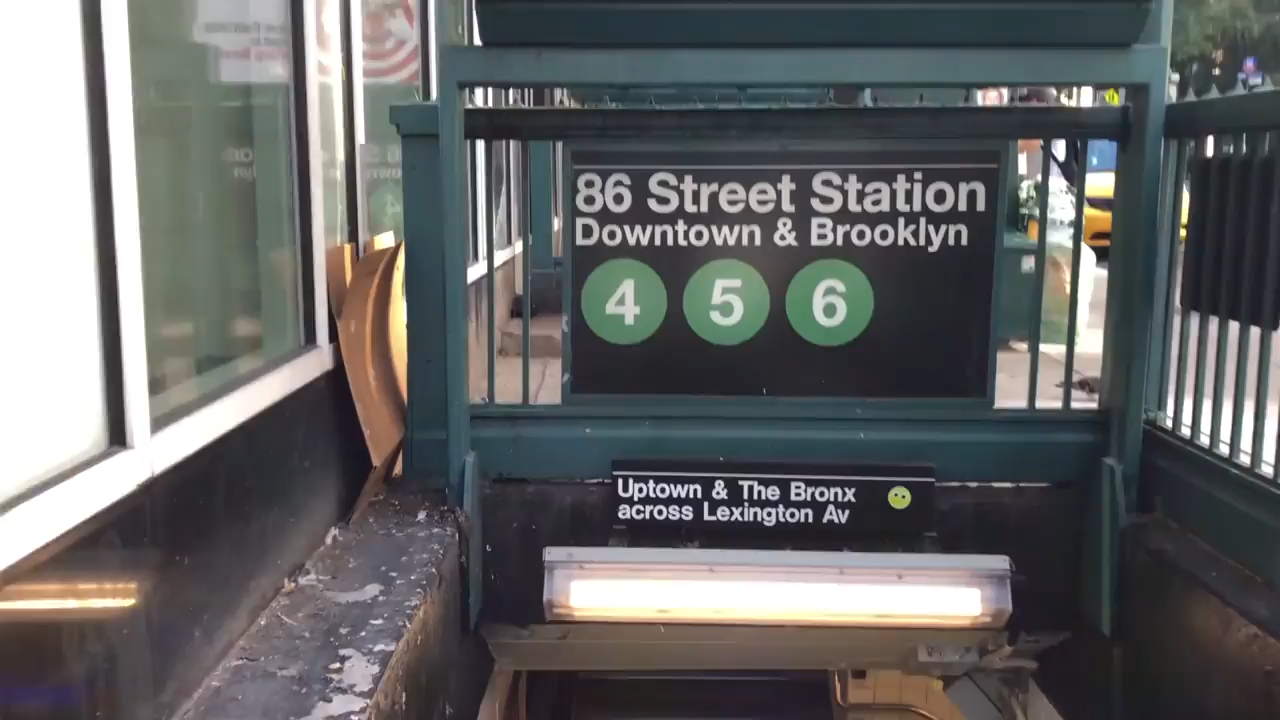 86 Street Station
Downtown & Brooklyn
4 5 6
Uptown & The Bronx
across Lexington Av